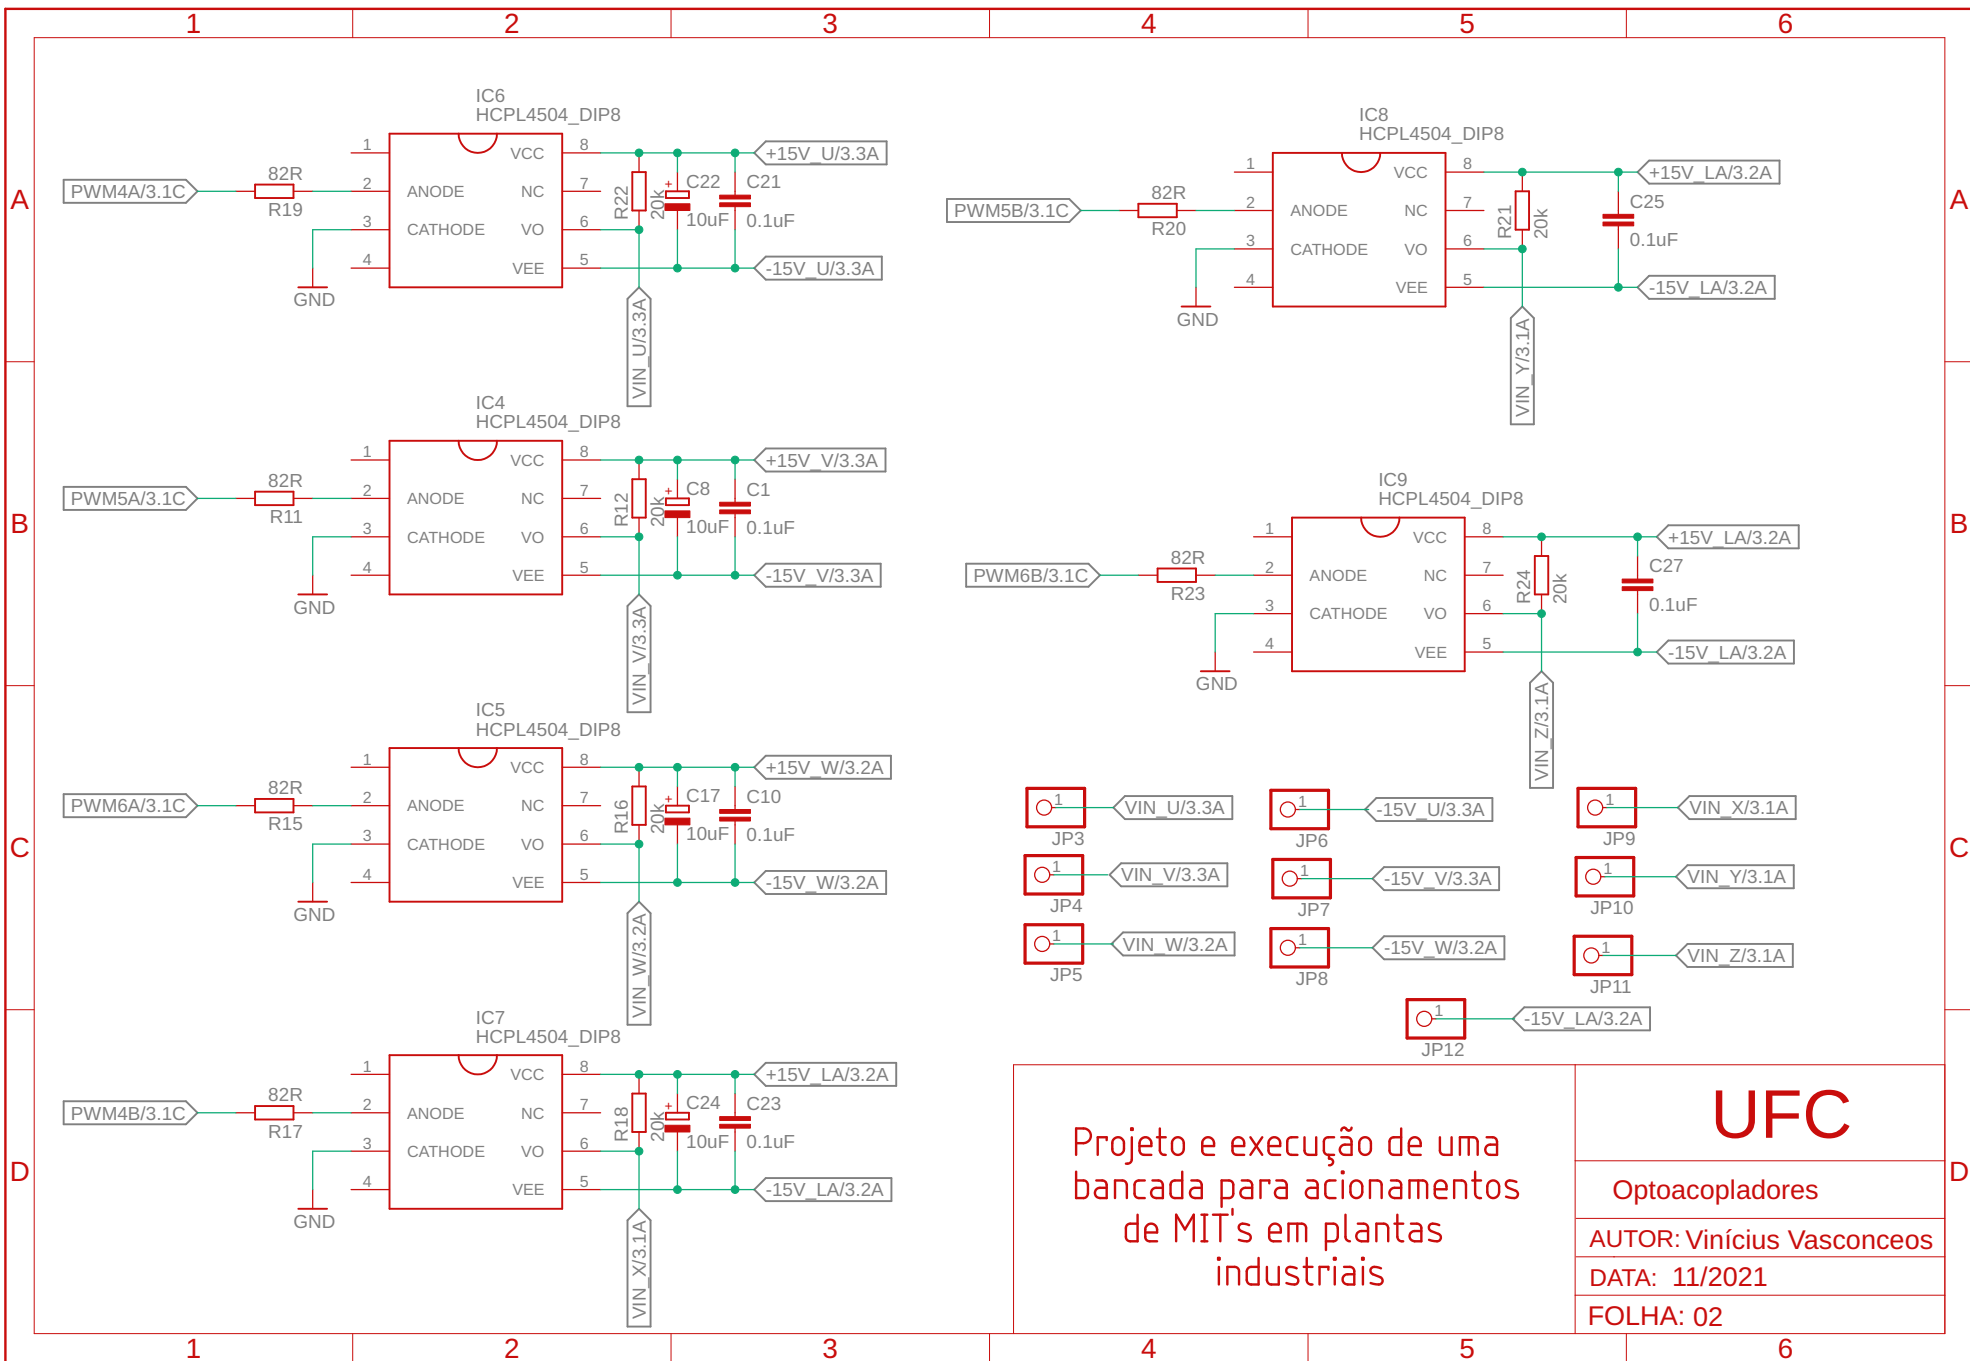 1 2 3 4 5 6
A A
B B
C C
D D
IC6
HCPL4504_DIP8
PWM4A/3.1C
82R
R19
1
2
3
4
ANODE
CATHODE
VCC
NC
VO
VEE
8
7
6
5
GND
R22
20k
+
C22
10uF
C21
0.1uF
+15V_U/3.3A
-15V_U/3.3A
VIN_U/3.3A
IC4
HCPL4504_DIP8
PWM5A/3.1C
82R
R11
1
2
3
4
ANODE
CATHODE
VCC
NC
VO
VEE
8
7
6
5
GND
R12
20k
+
C8
10uF
C1
0.1uF
+15V_V/3.3A
-15V_V/3.3A
VIN_V/3.3A
IC5
HCPL4504_DIP8
PWM6A/3.1C
82R
R15
1
2
3
4
ANODE
CATHODE
VCC
NC
VO
VEE
8
7
6
5
GND
R16
20k
+
C17
10uF
C10
0.1uF
+15V_W/3.2A
-15V_W/3.2A
VIN_W/3.2A
IC7
HCPL4504_DIP8
PWM4B/3.1C
82R
R17
1
2
3
4
ANODE
CATHODE
VCC
NC
VO
VEE
8
7
6
5
GND
R18
20k
+
C24
10uF
C23
0.1uF
+15V_LA/3.2A
-15V_LA/3.2A
VIN_X/3.1A
IC8
HCPL4504_DIP8
PWM5B/3.1C
82R
R20
1
2
3
4
ANODE
CATHODE
VCC
NC
VO
VEE
8
7
6
5
GND
R21
20k
C25
0.1uF
+15V_LA/3.2A
-15V_LA/3.2A
VIN_Y/3.1A
IC9
HCPL4504_DIP8
PWM6B/3.1C
82R
R23
1
2
3
4
ANODE
CATHODE
VCC
NC
VO
VEE
8
7
6
5
GND
R24
20k
C27
0.1uF
+15V_LA/3.2A
-15V_LA/3.2A
VIN_Z/3.1A
1 VIN_U/3.3A
JP3
1 VIN_V/3.3A
JP4
1 VIN_W/3.2A
JP5
1 -15V_U/3.3A
JP6
1 -15V_V/3.3A
JP7
1 -15V_W/3.2A
JP8
1 VIN_X/3.1A
JP9
1 VIN_Y/3.1A
JP10
1 VIN_Z/3.1A
JP11
1 -15V_LA/3.2A
JP12
Projeto e execução de uma
bancada para acionamentos
de MIT's em plantas
industriais
UFC
Optoacopladores
AUTOR: Vinícius Vasconceos
DATA: 11/2021
FOLHA: 02
1 2 3 4 5 6